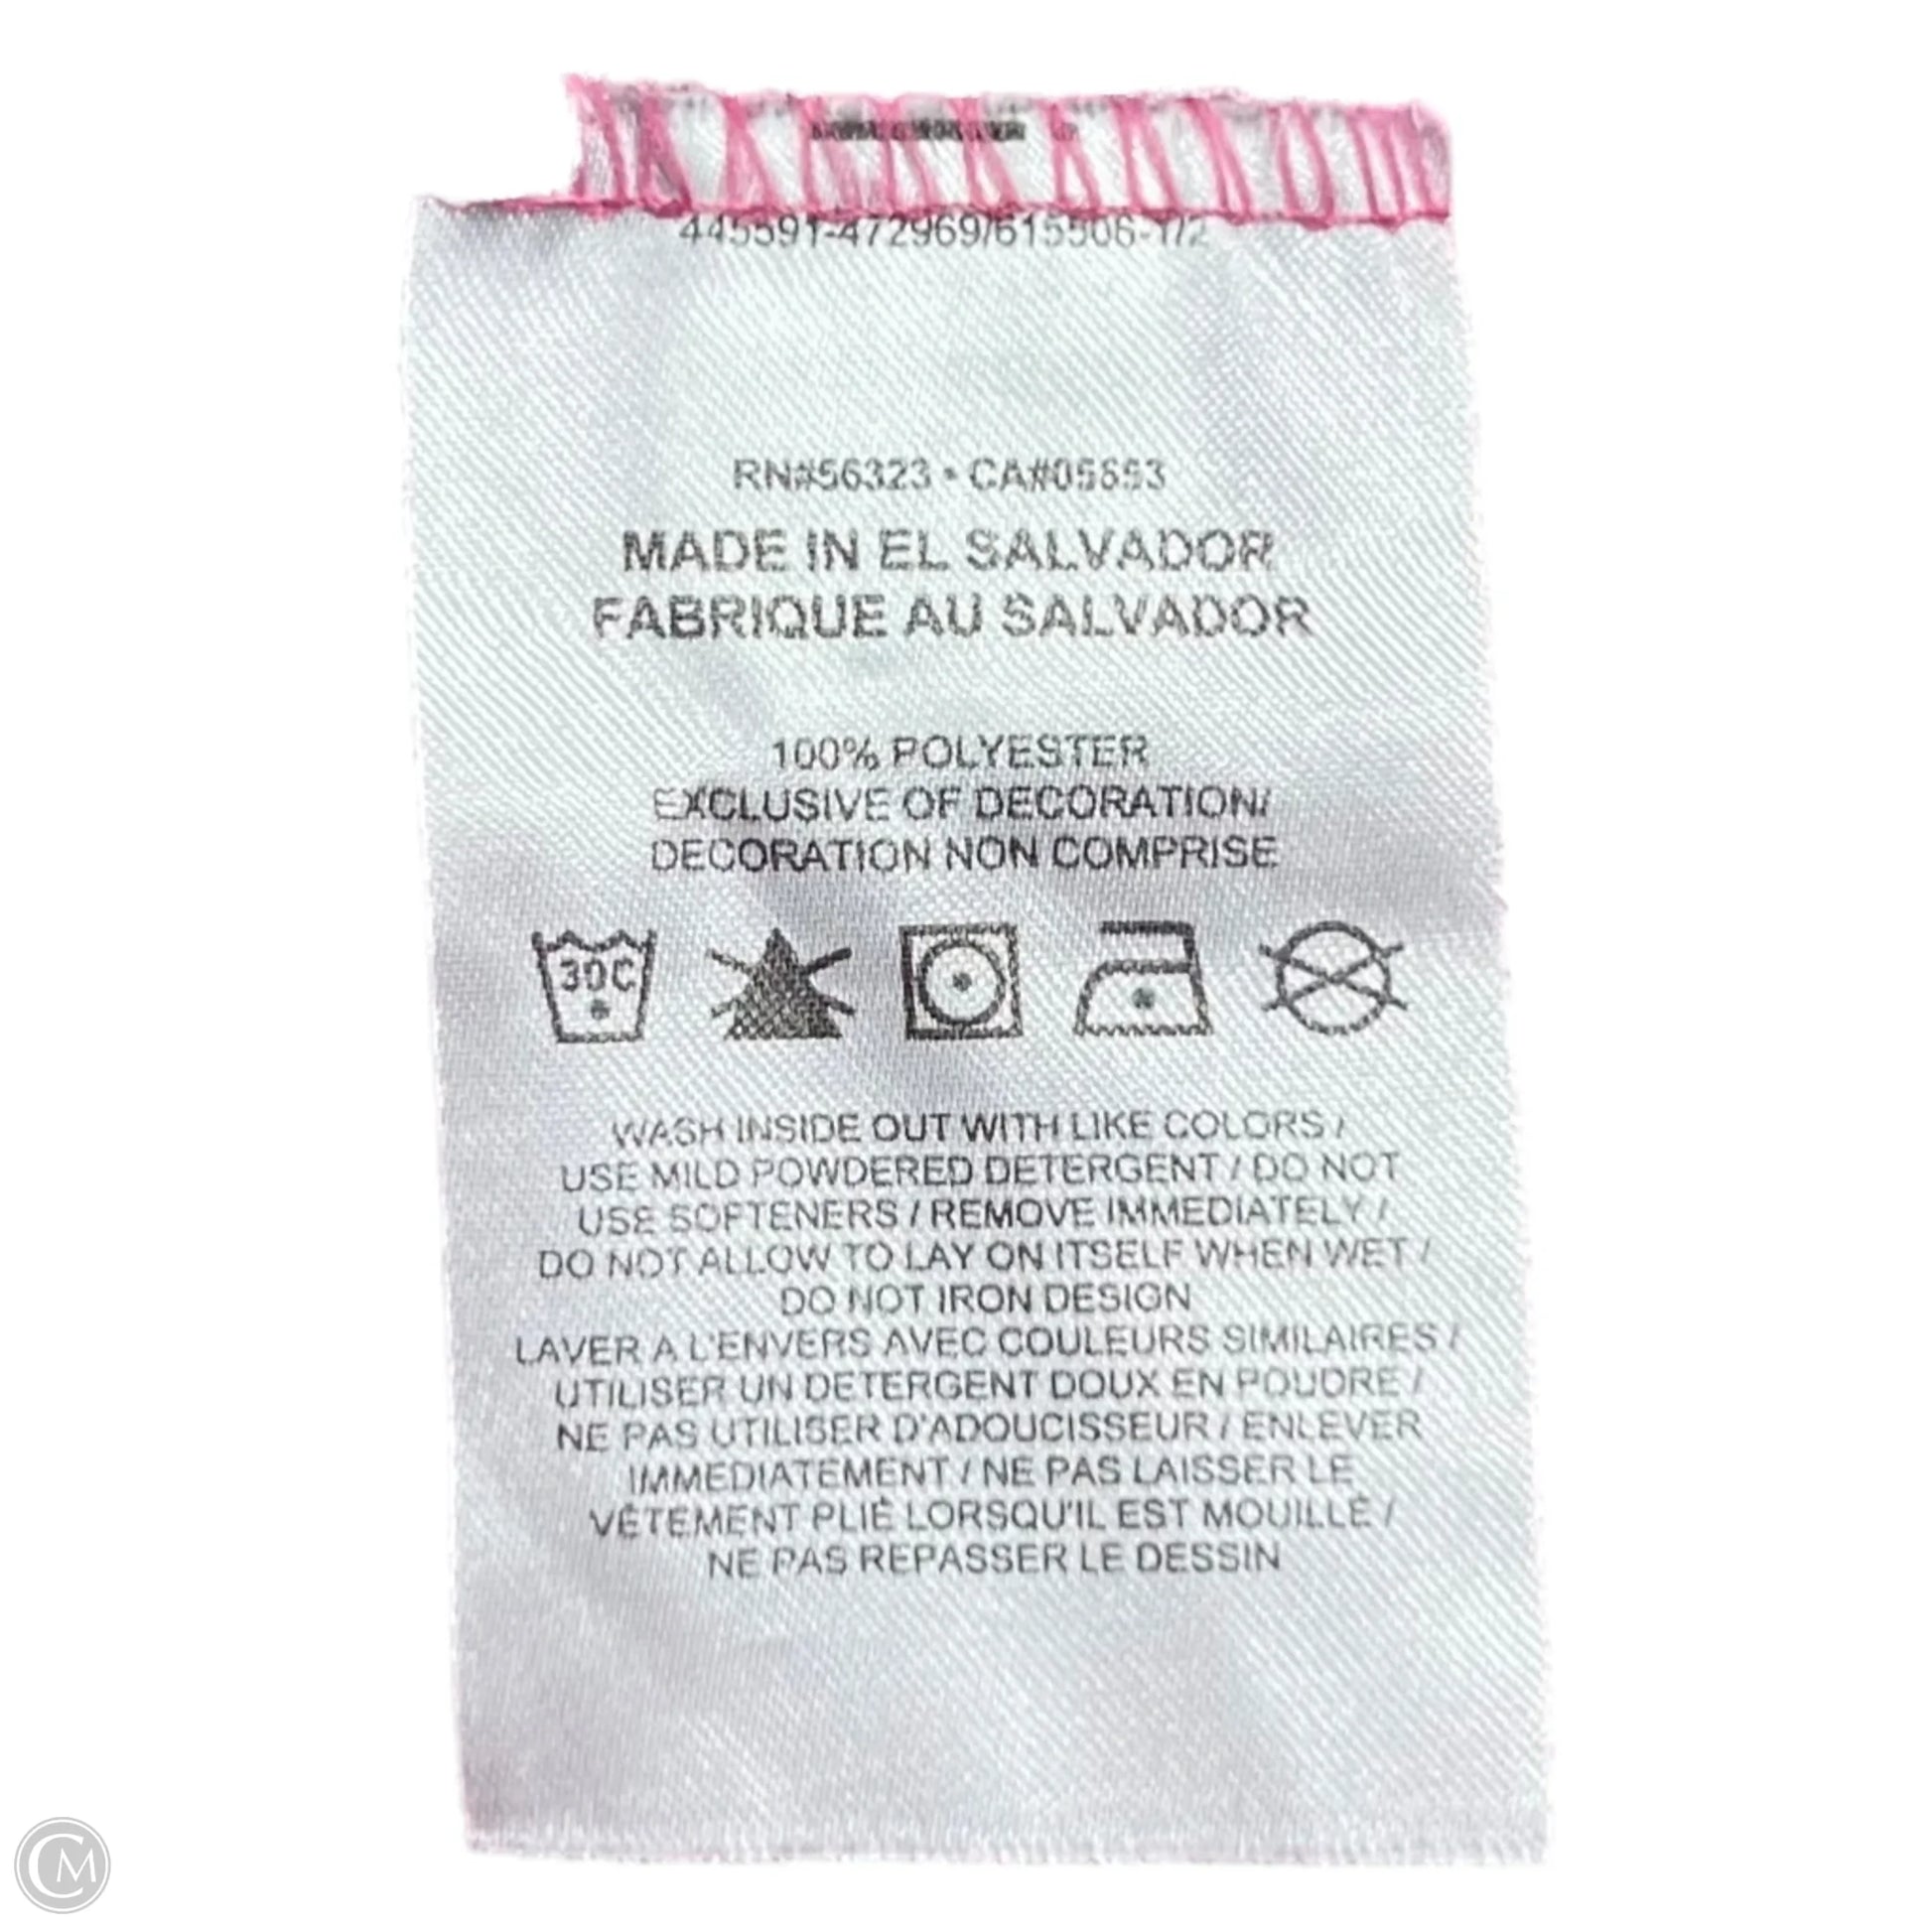 445591-472969/615506-1/2
RN#56323 • CA#05553
MADE IN EL SALVADOR
FABRIQUE AU SALVADOR
100% POLYESTER
EXCLUSIVE OF DECORATION/
DECORATION NON COMPRISE
30C
WASH INSIDE OUT WITH LIKE COLORS /
USE MILD POWDERED DETERGENT / DO NOT
USE SOFTENERS / REMOVE IMMEDIATELY /
DO NOT ALLOW TO LAY ON ITSELF WHEN WET /
DO NOT IRON DESIGN
LAVER A L'ENVERS AVEC COULEURS SIMILAIRES /
UTILISER UN DETERGENT DOUX EN POUDRE /
NE PAS UTILISER D'ADOUCISSEUR / ENLEVER
IMMEDIATEMENT / NE PAS LAISSER LE
VÊTEMENT PLIÉ LORSQU'IL EST MOUILLÉ /
NE PAS REPASSER LE DESSIN
CM